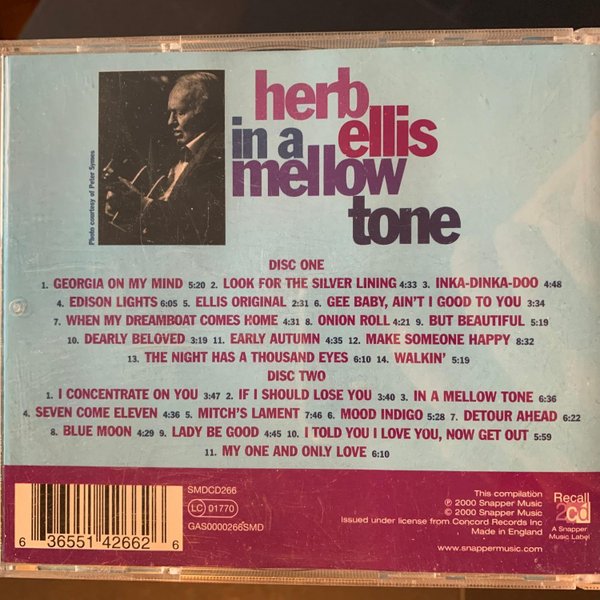 herb
ellis
in a
mellow
tone
Photo courtesy of Peter Symes
DISC ONE
1. GEORGIA ON MY MIND 5:20 2. LOOK FOR THE SILVER LINING 4:33 3. INKA-DINKA-DOO 4:48
4. EDISON LIGHTS 6:05 5. ELLIS ORIGINAL 2:31 6. GEE BABY, AIN'T I GOOD TO YOU 3:34
7. WHEN MY DREAMBOAT COMES HOME 4:31 8. ONION ROLL 4:21 9. BUT BEAUTIFUL 5:19
10. DEARLY BELOVED 3:19 11. EARLY AUTUMN 4:35 12. MAKE SOMEONE HAPPY 8:32
13. THE NIGHT HAS A THOUSAND EYES 6:10 14. WALKIN' 5:19
DISC TWO
1. I CONCENTRATE ON YOU 3:47 2. IF I SHOULD LOSE YOU 3:40 3. IN A MELLOW TONE 6:36
4. SEVEN COME ELEVEN 4:36 5. MITCH'S LAMENT 7:46 6. MOOD INDIGO 5:28 7. DETOUR AHEAD 6:22
8. BLUE MOON 4:29 9. LADY BE GOOD 4:45 10. I TOLD YOU I LOVE YOU, NOW GET OUT 5:59
11. MY ONE AND ONLY LOVE 6:10
6 36551 42662 6
SMDCD266
LC 01770
GAS0000266SMD
This compilation
℗ 2000 Snapper Music
© 2000 Snapper Music
Issued under license from Concord Records Inc
Made in England
www.snappermusic.com
Recall
2cd
A Snapper
Music Label